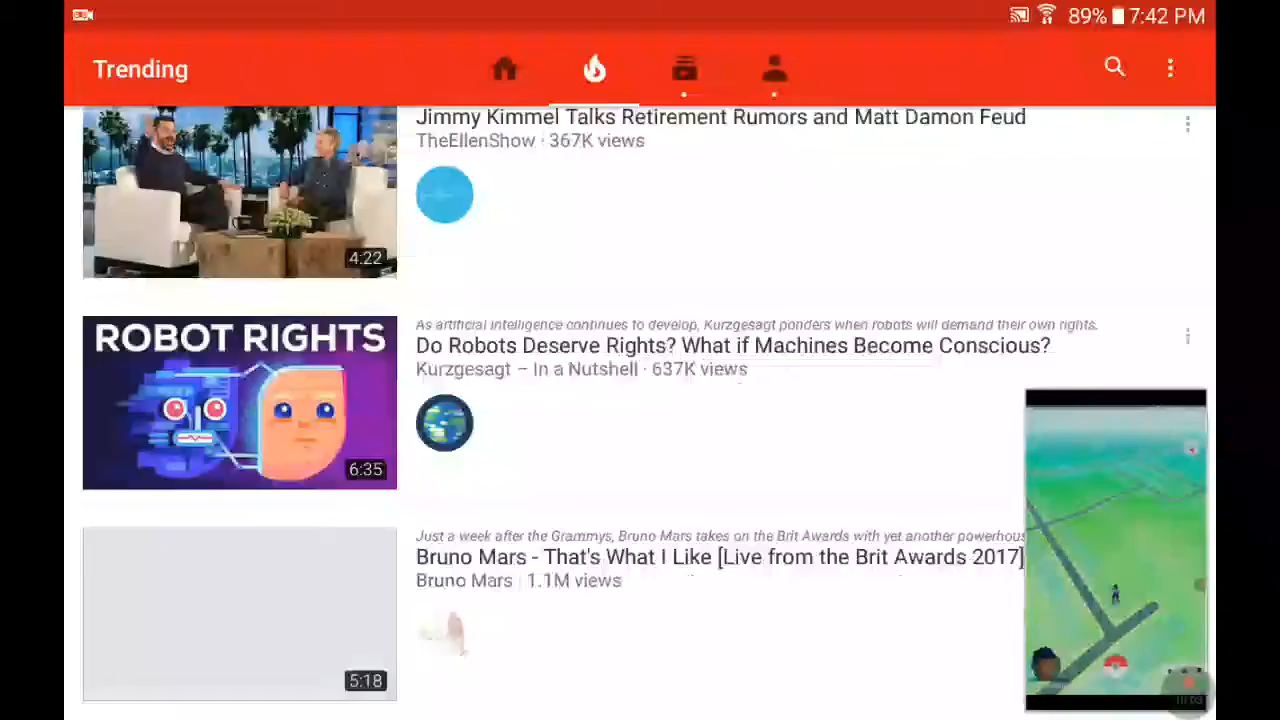 89% 7:42 PM
Trending
Jimmy Kimmel Talks Retirement Rumors and Matt Damon Feud
TheEllenShow · 367K views
4:22
As artificial intelligence continues to develop, Kurzgesagt ponders when robots will demand their own rights.
ROBOT RIGHTS
Do Robots Deserve Rights? What if Machines Become Conscious?
Kurzgesagt – In a Nutshell · 637K views
6:35
Just a week after the Grammys, Bruno Mars takes on the Brit Awards with yet another
Bruno Mars - That's What I Like [Live from the Brit Awards 2017]
Bruno Mars · 1.1M views
5:18